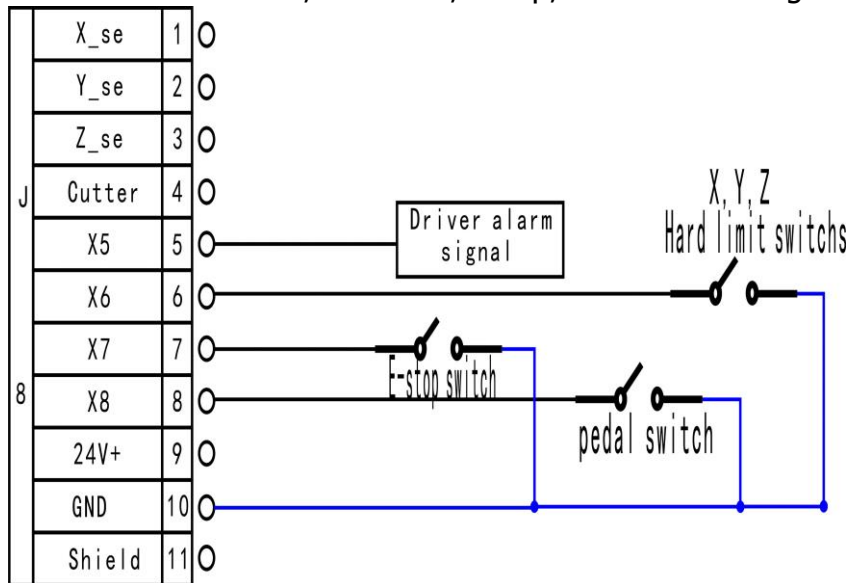 X_se 1
Y_se 2
Z_se 3
J
Cutter 4
X5 5
X6 6
X7 7
8
X8 8
24V+ 9
GND 10
Shield 11
Driver alarm
signal
X, Y, Z
Hard limit switchs
E-stop switch
pedal switch